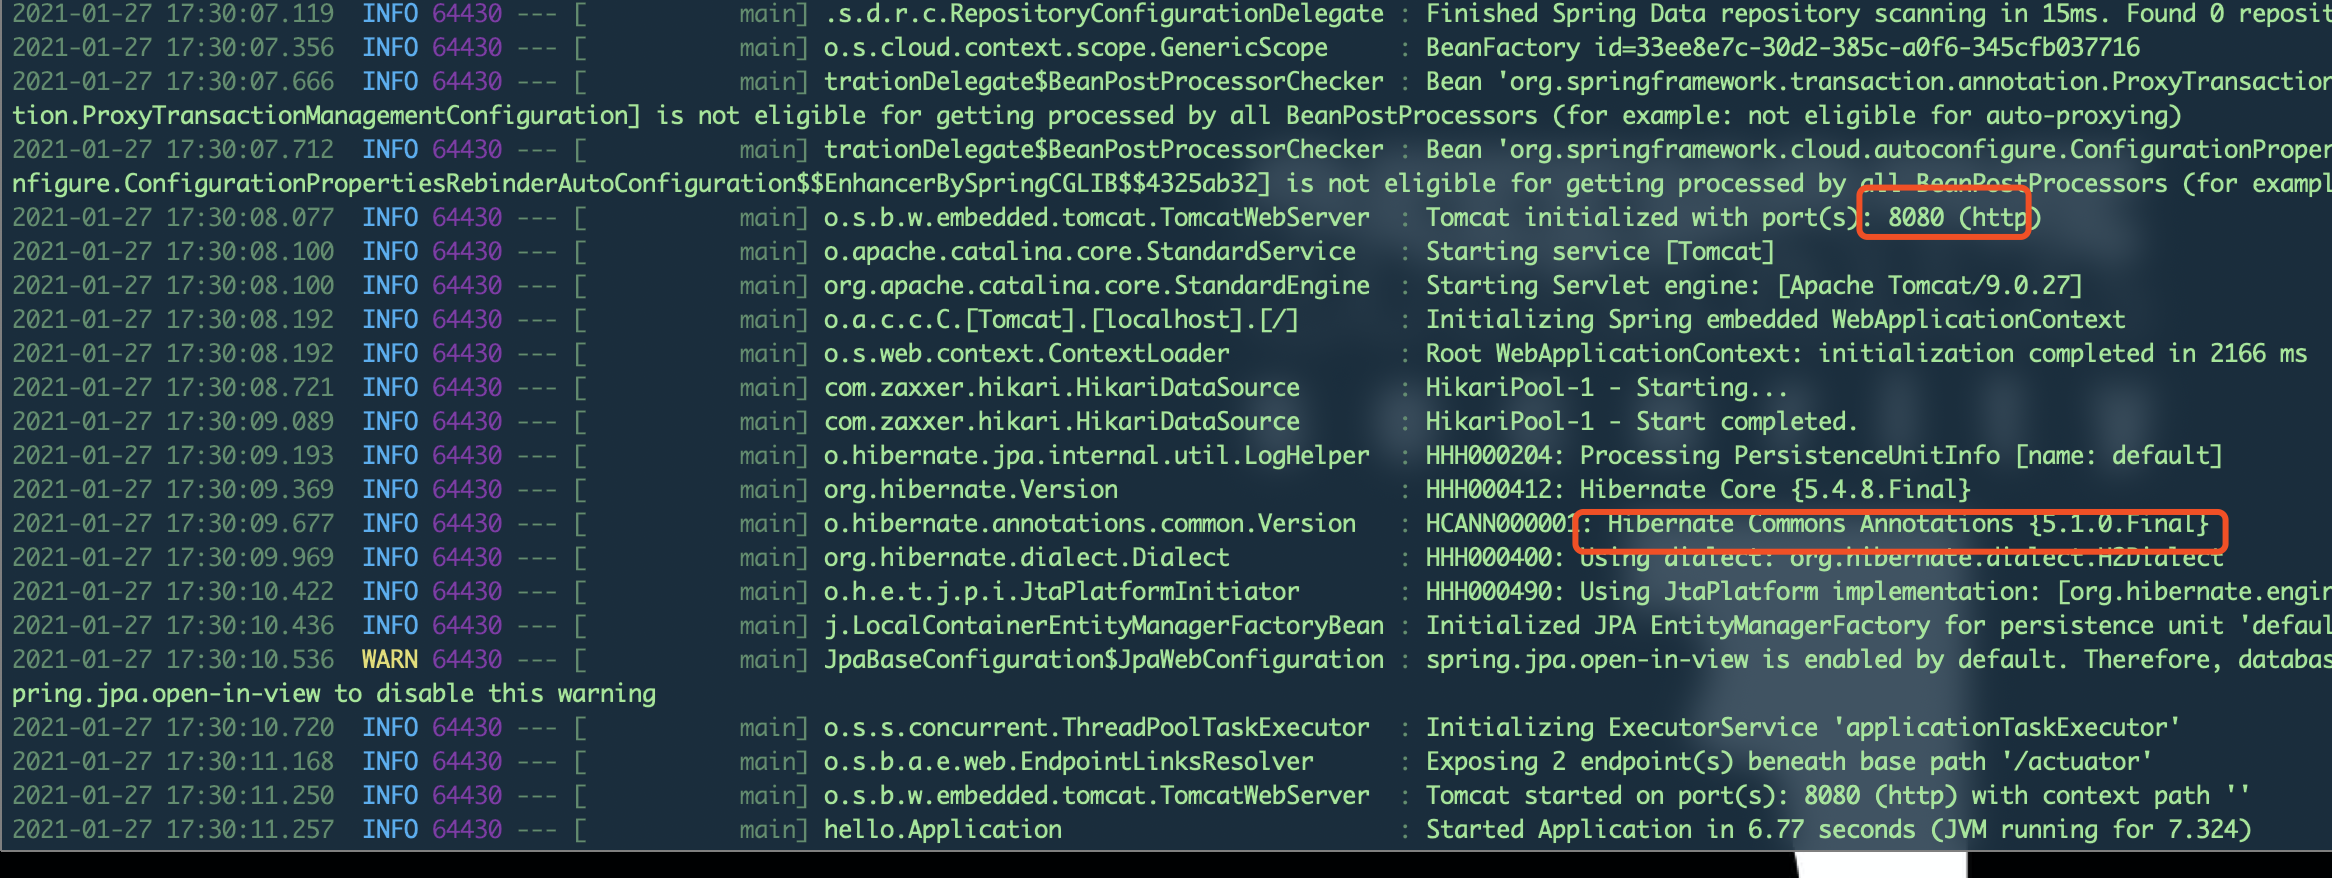 2021-01-27 17:30:07.119  INFO 64430 --- [           main] .s.d.r.c.RepositoryConfigurationDelegate : Finished Spring Data repository scanning in 15ms. Found 0 reposit
2021-01-27 17:30:07.356  INFO 64430 --- [           main] o.s.cloud.context.scope.GenericScope     : BeanFactory id=33ee8e7c-30d2-385c-a0f6-345cfb037716
2021-01-27 17:30:07.666  INFO 64430 --- [           main] trationDelegate$BeanPostProcessorChecker : Bean 'org.springframework.transaction.annotation.ProxyTransaction
tion.ProxyTransactionManagementConfiguration] is not eligible for getting processed by all BeanPostProcessors (for example: not eligible for auto-proxying)
2021-01-27 17:30:07.712  INFO 64430 --- [           main] trationDelegate$BeanPostProcessorChecker : Bean 'org.springframework.cloud.autoconfigure.ConfigurationProper
nfigure.ConfigurationPropertiesRebinderAutoConfiguration$$EnhancerBySpringCGLIB$$4325ab32] is not eligible for getting processed by all BeanPostProcessors (for exampl
2021-01-27 17:30:08.077  INFO 64430 --- [           main] o.s.b.w.embedded.tomcat.TomcatWebServer  : Tomcat initialized with port(s): 8080 (http)
2021-01-27 17:30:08.100  INFO 64430 --- [           main] o.apache.catalina.core.StandardService   : Starting service [Tomcat]
2021-01-27 17:30:08.100  INFO 64430 --- [           main] org.apache.catalina.core.StandardEngine  : Starting Servlet engine: [Apache Tomcat/9.0.27]
2021-01-27 17:30:08.192  INFO 64430 --- [           main] o.a.c.c.C.[Tomcat].[localhost].[/]       : Initializing Spring embedded WebApplicationContext
2021-01-27 17:30:08.192  INFO 64430 --- [           main] o.s.web.context.ContextLoader            : Root WebApplicationContext: initialization completed in 2166 ms
2021-01-27 17:30:08.721  INFO 64430 --- [           main] com.zaxxer.hikari.HikariDataSource       : HikariPool-1 - Starting...
2021-01-27 17:30:09.089  INFO 64430 --- [           main] com.zaxxer.hikari.HikariDataSource       : HikariPool-1 - Start completed.
2021-01-27 17:30:09.193  INFO 64430 --- [           main] o.hibernate.jpa.internal.util.LogHelper  : HHH000204: Processing PersistenceUnitInfo [name: default]
2021-01-27 17:30:09.369  INFO 64430 --- [           main] org.hibernate.Version                    : HHH000412: Hibernate Core {5.4.8.Final}
2021-01-27 17:30:09.677  INFO 64430 --- [           main] o.hibernate.annotations.common.Version   : HCANN000001: Hibernate Commons Annotations {5.1.0.Final}
2021-01-27 17:30:09.969  INFO 64430 --- [           main] org.hibernate.dialect.Dialect            : HHH000400: Using dialect: org.hibernate.dialect.H2Dialect
2021-01-27 17:30:10.422  INFO 64430 --- [           main] o.h.e.t.j.p.i.JtaPlatformInitiator       : HHH000490: Using JtaPlatform implementation: [org.hibernate.engin
2021-01-27 17:30:10.436  INFO 64430 --- [           main] j.LocalContainerEntityManagerFactoryBean : Initialized JPA EntityManagerFactory for persistence unit 'defaul
2021-01-27 17:30:10.536  WARN 64430 --- [           main] JpaBaseConfiguration$JpaWebConfiguration : spring.jpa.open-in-view is enabled by default. Therefore, databas
pring.jpa.open-in-view to disable this warning
2021-01-27 17:30:10.720  INFO 64430 --- [           main] o.s.s.concurrent.ThreadPoolTaskExecutor  : Initializing ExecutorService 'applicationTaskExecutor'
2021-01-27 17:30:11.168  INFO 64430 --- [           main] o.s.b.a.e.web.EndpointLinksResolver      : Exposing 2 endpoint(s) beneath base path '/actuator'
2021-01-27 17:30:11.250  INFO 64430 --- [           main] o.s.b.w.embedded.tomcat.TomcatWebServer  : Tomcat started on port(s): 8080 (http) with context path ''
2021-01-27 17:30:11.257  INFO 64430 --- [           main] hello.Application                        : Started Application in 6.77 seconds (JVM running for 7.324)